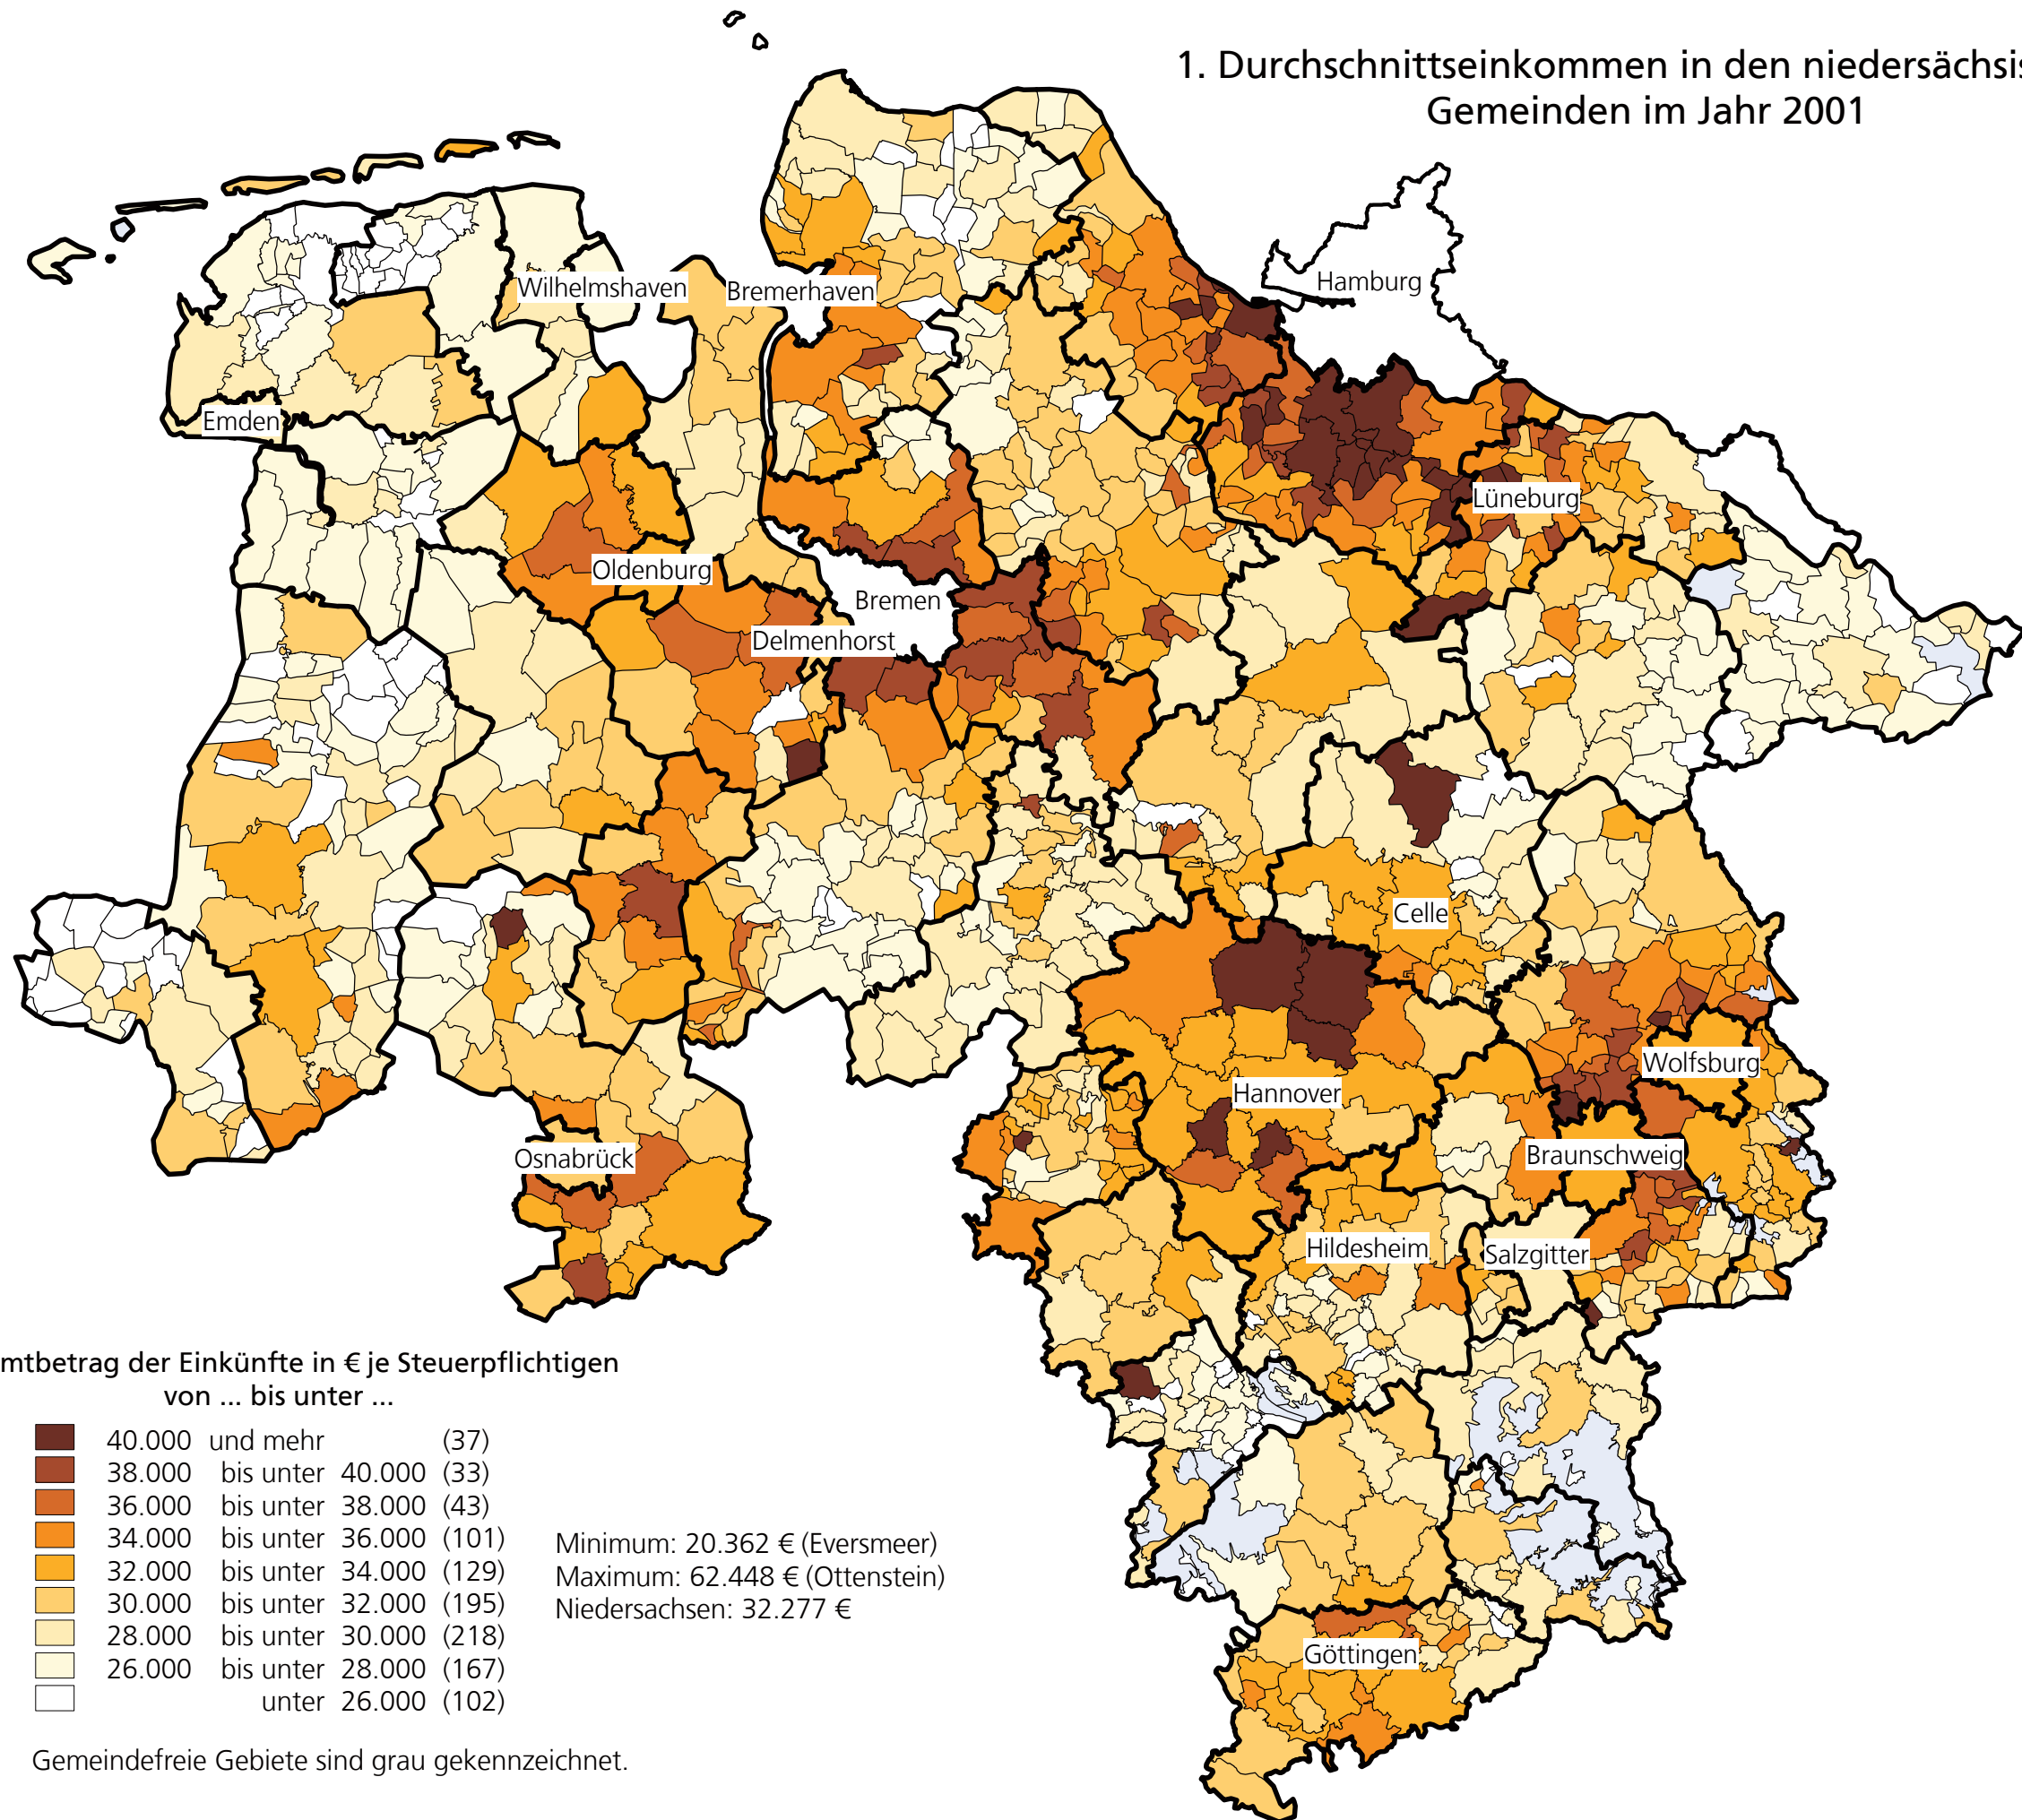 1. Durchschnittseinkommen in den niedersächsis
Gemeinden im Jahr 2001
Hamburg
Wilhelmshaven
Bremerhaven
Emden
Lüneburg
Oldenburg
Bremen
Delmenhorst
Celle
Wolfsburg
Hannover
Osnabrück
Braunschweig
Hildesheim
Salzgitter
Göttingen
mtbetrag der Einkünfte in € je Steuerpflichtigen
von ... bis unter ...
40.000 und mehr (37)
38.000 bis unter 40.000 (33)
36.000 bis unter 38.000 (43)
34.000 bis unter 36.000 (101)
32.000 bis unter 34.000 (129)
30.000 bis unter 32.000 (195)
28.000 bis unter 30.000 (218)
26.000 bis unter 28.000 (167)
unter 26.000 (102)
Minimum: 20.362 € (Eversmeer)
Maximum: 62.448 € (Ottenstein)
Niedersachsen: 32.277 €
Gemeindefreie Gebiete sind grau gekennzeichnet.